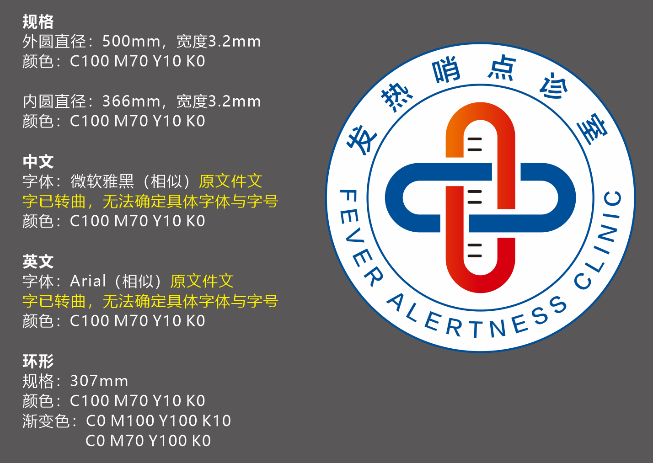 规格
外圆直径：500mm，宽度3.2mm
颜色：C100 M70 Y10 K0
内圆直径：366mm，宽度3.2mm
颜色：C100 M70 Y10 K0
中文
字体：微软雅黑（相似）原文件文
字已转曲，无法确定具体字体与字号
颜色：C100 M70 Y10 K0
英文
字体：Arial（相似）原文件文
字已转曲，无法确定具体字体与字号
颜色：C100 M70 Y10 K0
环形
规格：307mm
颜色：C100 M70 Y10 K0
渐变色：C0 M100 Y100 K10
C0 M70 Y100 K0
发热哨点诊室
FEVER ALERTNESS CLINIC